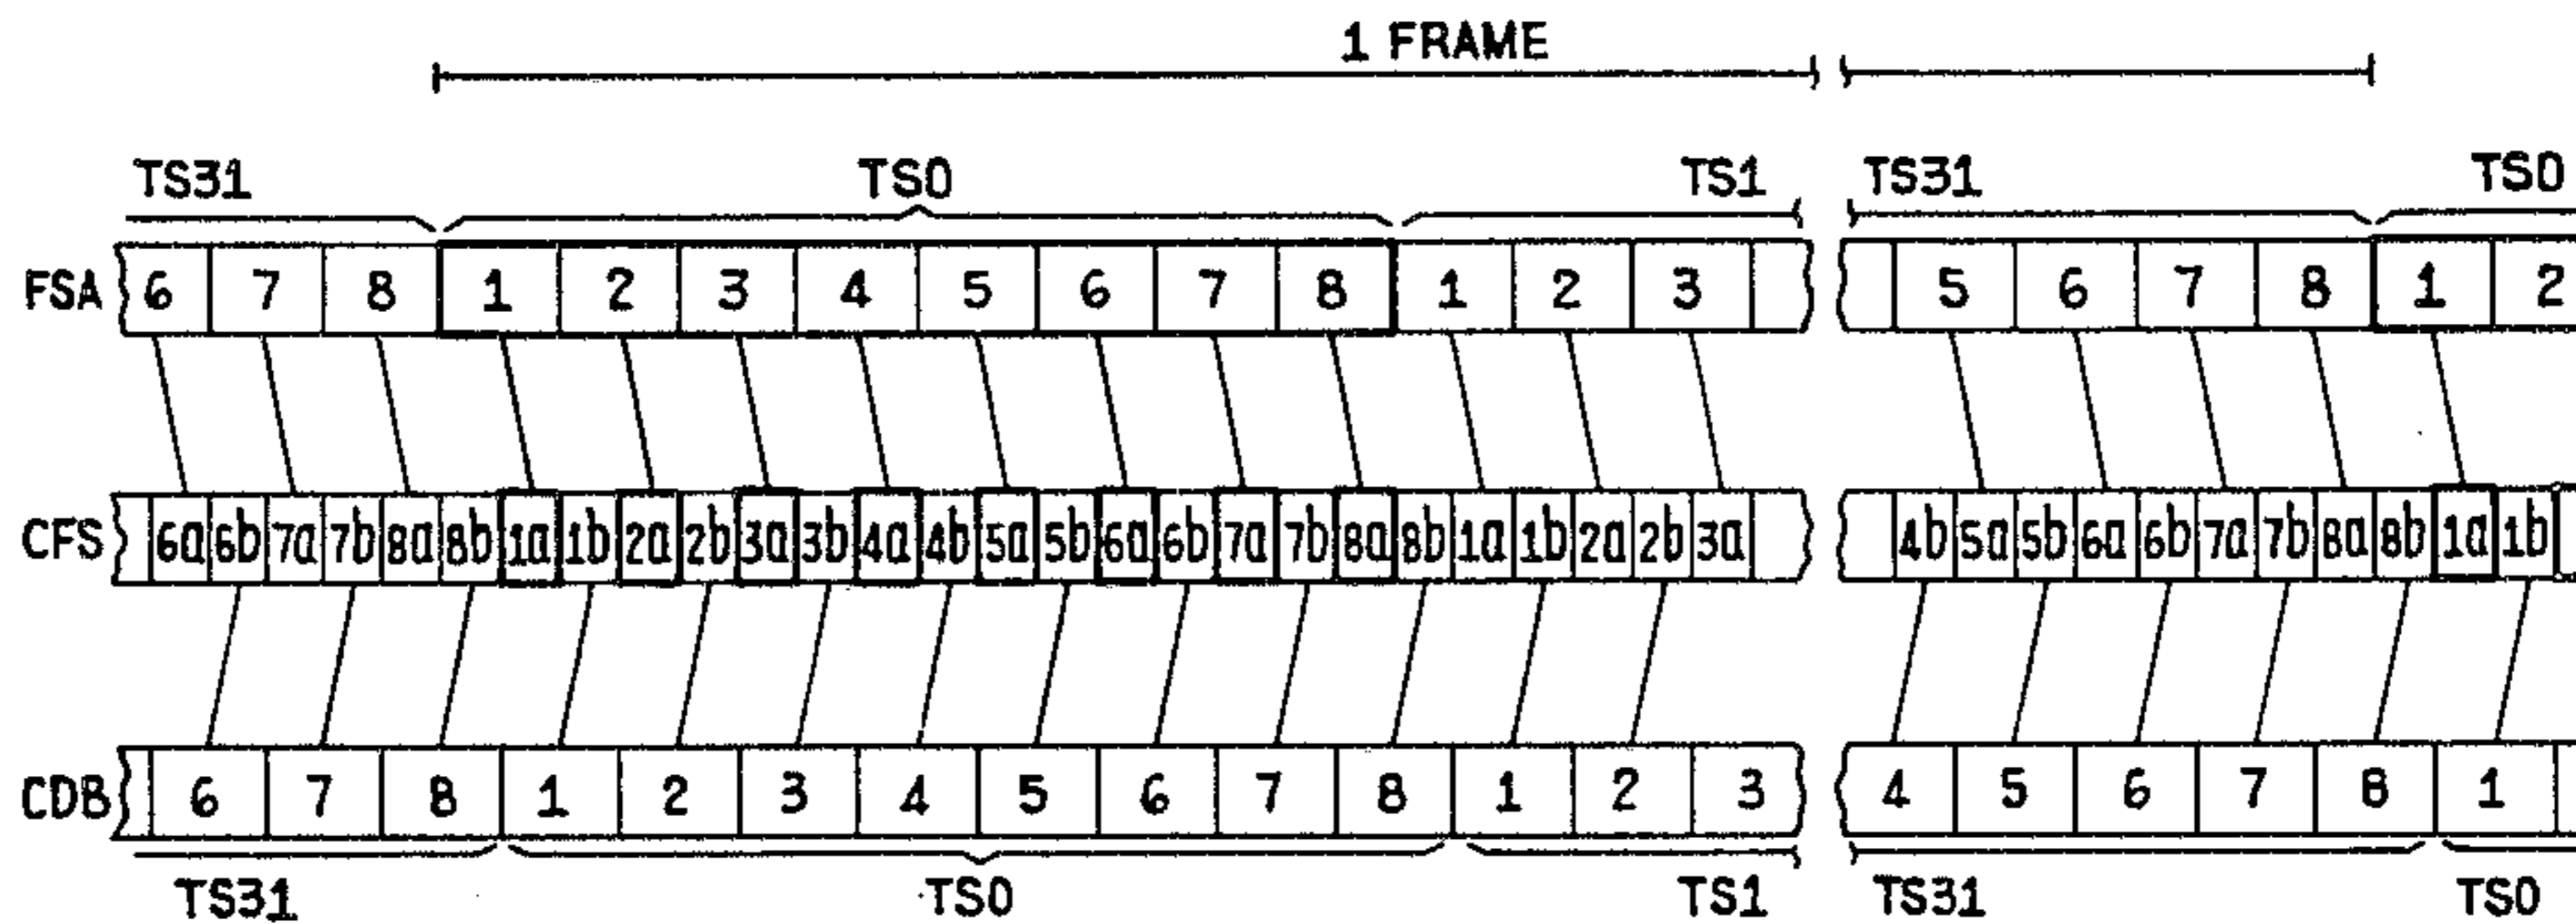 1 FRAME
TS31 TS0 TS1 TS31 TS0
FSA 6 7 8 1 2 3 4 5 6 7 8 1 2 3 5 6 7 8 1 2
CFS 6a 6b 7a 7b 8a 8b 1a 1b 2a 2b 3a 3b 4a 4b 5a 5b 6a 6b 7a 7b 8a 8b 1a 1b 2a 2b 3a 4b 5a 5b 6a 6b 7a 7b 8a 8b 1a 1b
CDB 6 7 8 1 2 3 4 5 6 7 8 1 2 3 4 5 6 7 8 1
TS31 TS0 TS1 TS31 TS0